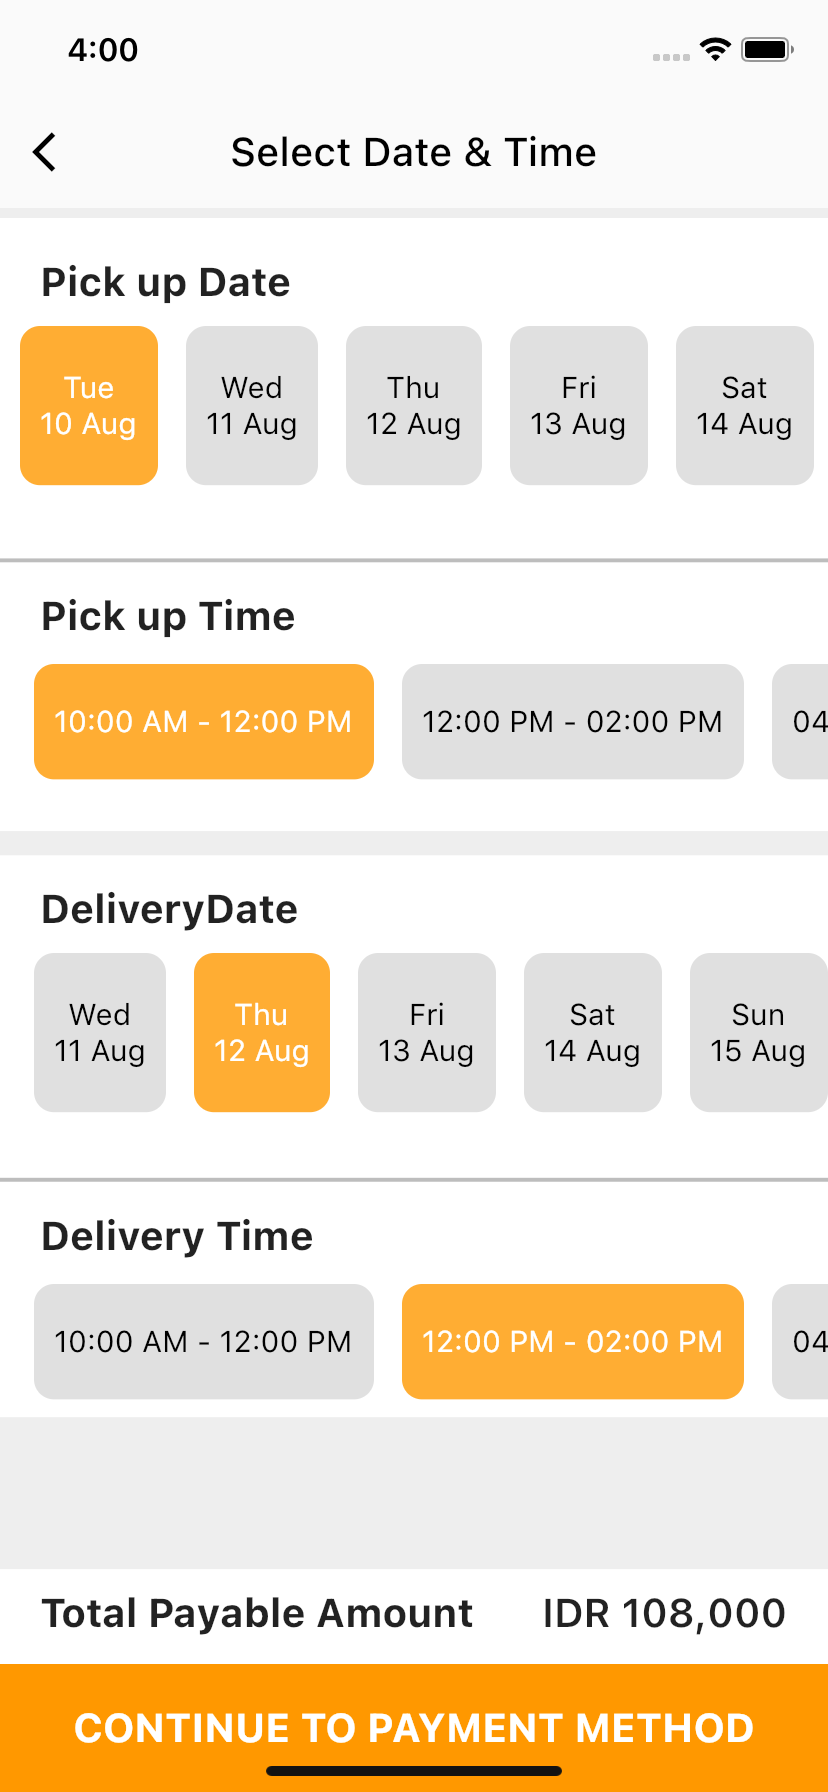 4:00
Select Date & Time
Pick up Date
Tue Wed Thu Fri Sat
10 Aug 11 Aug 12 Aug 13 Aug 14 Aug
Pick up Time
10:00 AM - 12:00 PM 12:00 PM - 02:00 PM 04
DeliveryDate
Wed Thu Fri Sat Sun
11 Aug 12 Aug 13 Aug 14 Aug 15 Aug
Delivery Time
10:00 AM - 12:00 PM 12:00 PM - 02:00 PM 04
Total Payable Amount IDR 108,000
CONTINUE TO PAYMENT METHOD